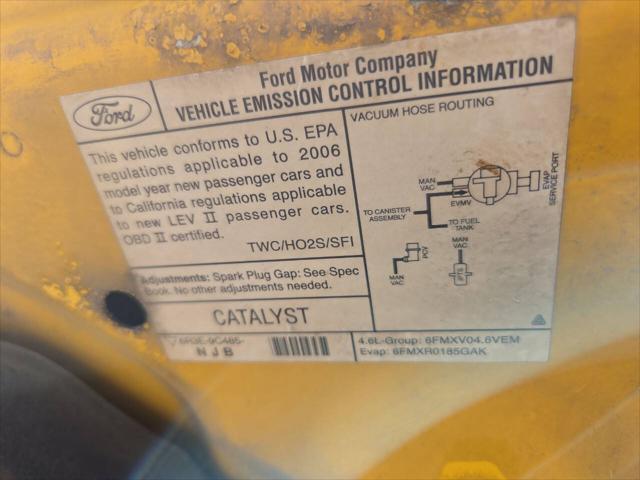 Ford
Ford Motor Company
VEHICLE EMISSION CONTROL INFORMATION
This vehicle conforms to U.S. EPA
regulations applicable to 2006
model year new passenger cars and
to California regulations applicable
to new LEV II passenger cars.
OBD II certified.
TWC/HO2S/SFI
Adjustments: Spark Plug Gap: See Spec
Book. No other adjustments needed.
CATALYST
6R3E-9C485-
NJB
VACUUM HOSE ROUTING
MAN
VAC
EVMV
EVAP
SERVICE PORT
TO CANISTER
ASSEMBLY
TO FUEL
TANK
PCV
MAN
VAC
MAN
VAC
4.6L-Group: 6FMXV04.6VEM
Evap: 6FMXR0185GAK